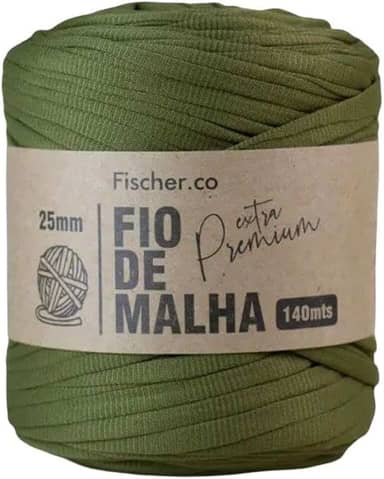 Fischer.co
25mm
FIO
DE
MALHA
extra
Premium
140mts